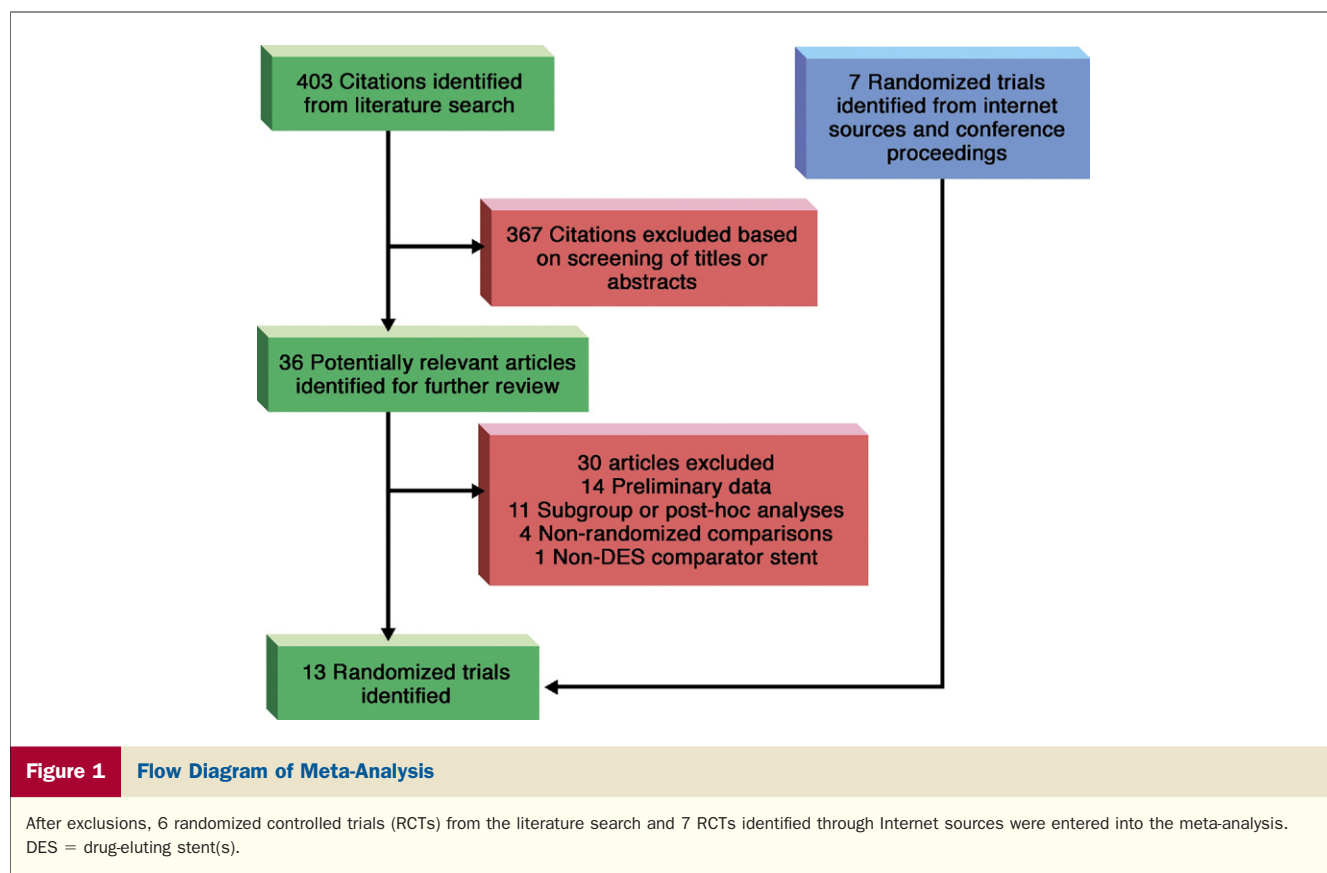 403 Citations identified
from literature search
7 Randomized trials
identified from internet
sources and conference
proceedings
367 Citations excluded based
on screening of titles or
abstracts
36 Potentially relevant articles
identified for further review
30 articles excluded
14 Preliminary data
11 Subgroup or post-hoc analyses
4 Non-randomized comparisons
1 Non-DES comparator stent
13 Randomized trials
identified
Figure 1 Flow Diagram of Meta-Analysis
After exclusions, 6 randomized controlled trials (RCTs) from the literature search and 7 RCTs identified through Internet sources were entered into the meta-analysis.
DES = drug-eluting stent(s).